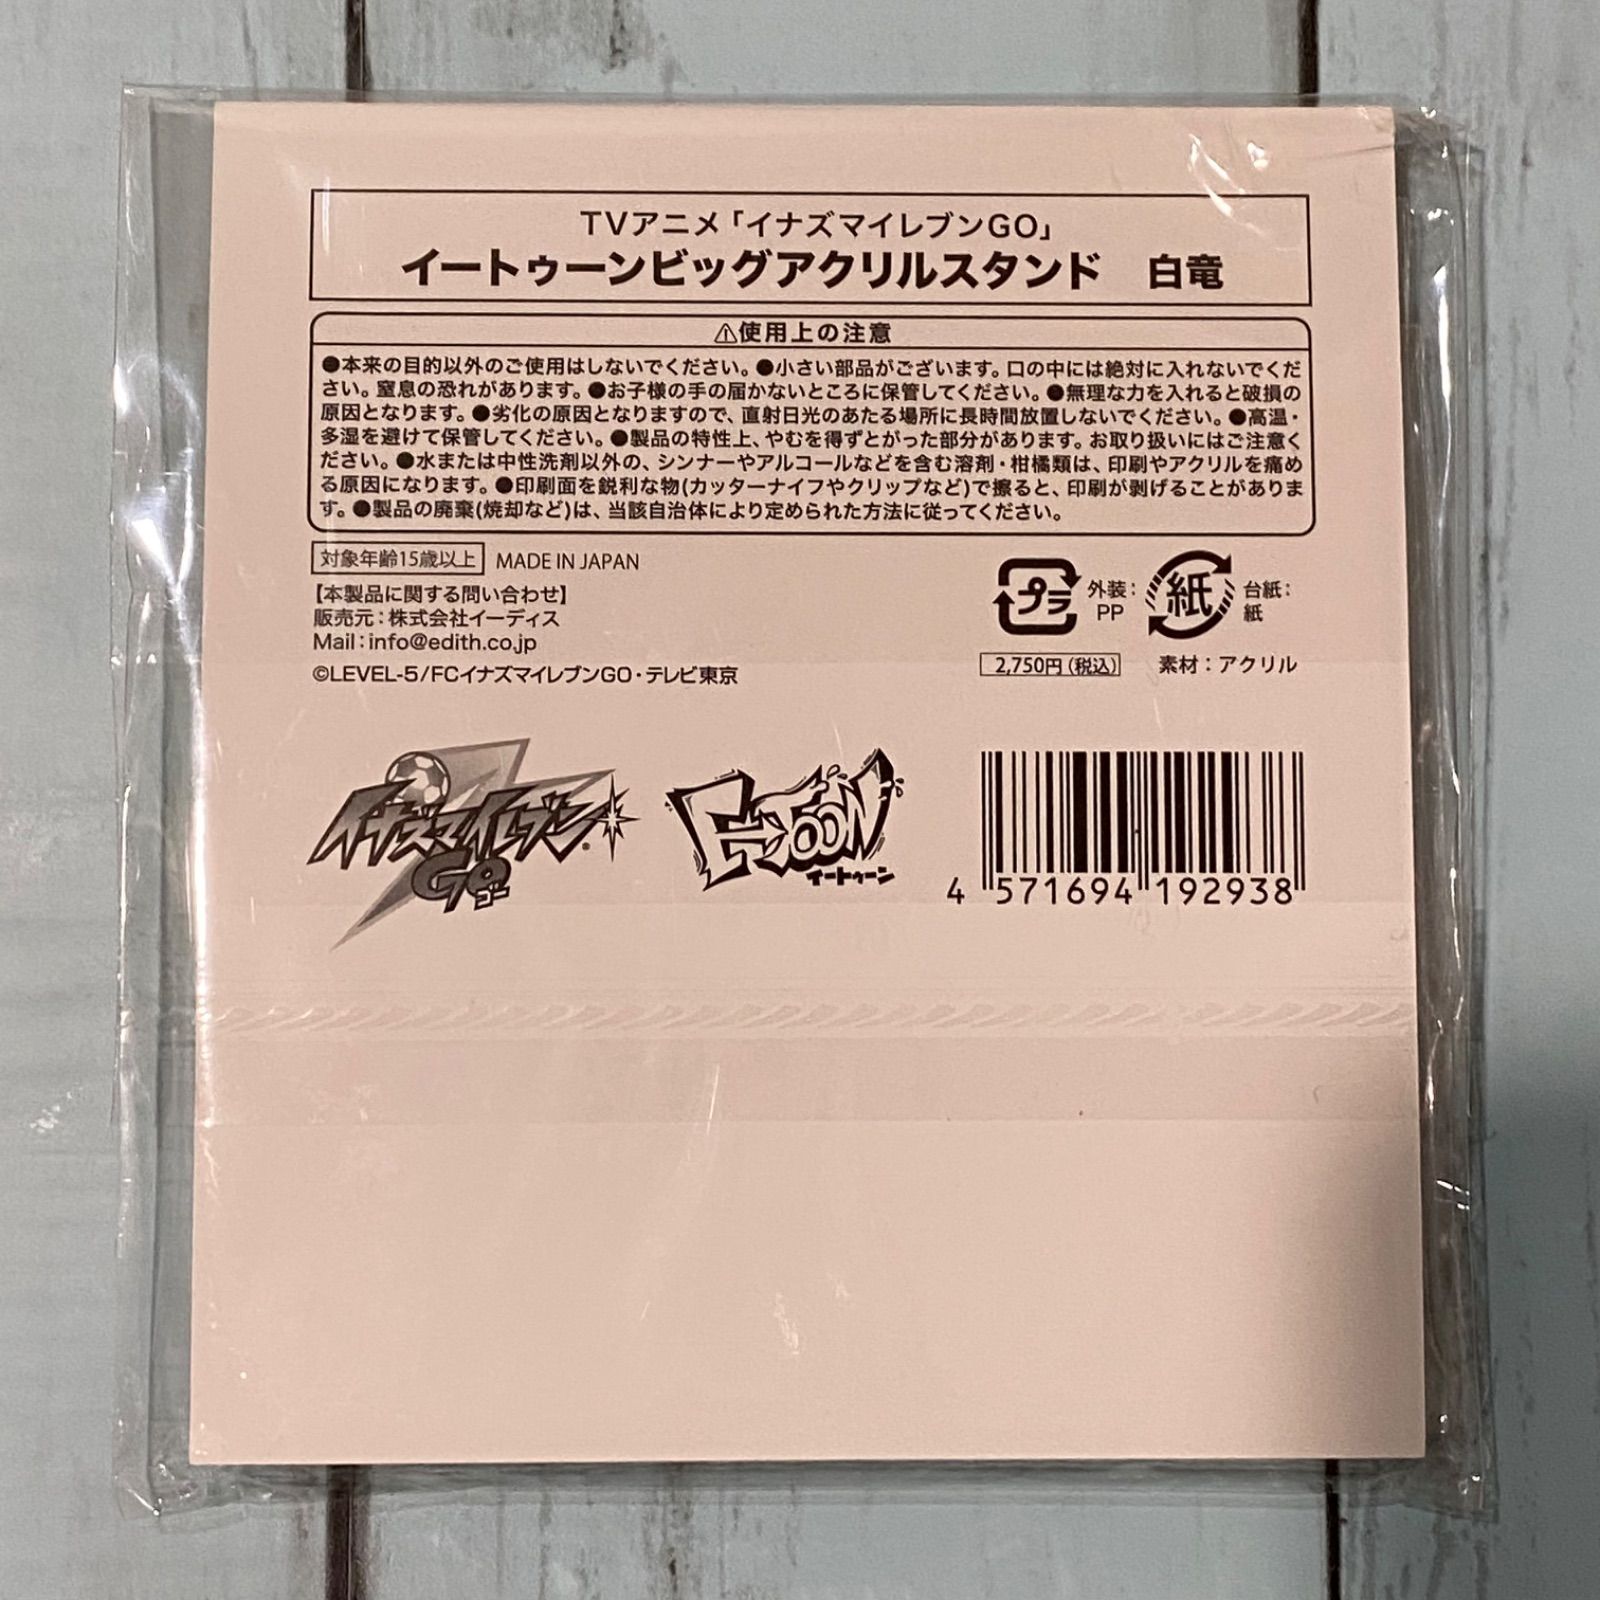 TVアニメ「イナズマイレブンGO」
イートゥーンビッグアクリルスタンド 白竜
⚠使用上の注意
●本来の目的以外のご使用はしないでください。●小さい部品がございます。口の中には絶対に入れないでくだ
さい。窒息の恐れがあります。●お子様の手の届かないところに保管してください。●無理な力を入れると破損の
原因となります。●劣化の原因となりますので、直射日光のあたる場所に長時間放置しないでください。●高温・
多湿を避けて保管してください。●製品の特性上、やむを得ずとがった部分があります。お取り扱いにはご注意く
ださい。●水または中性洗剤以外の、シンナーやアルコールなどを含む溶剤・柑橘類は、印刷やアクリルを痛め
る原因になります。●印刷面を鋭利な物(カッターナイフやクリップなど)で擦ると、印刷が剥げることがありま
す。●製品の廃棄(焼却など)は、当該自治体により定められた方法に従ってください。
対象年齢15歳以上 MADE IN JAPAN
【本製品に関する問い合わせ】
販売元：株式会社イーディス
Mail：info@edith.co.jp
©LEVEL-5/FCイナズマイレブンGO・テレビ東京
プラ 外装：PP
紙 台紙：紙
2,750円(税込) 素材：アクリル
イナズマイレブン
GO ゴー
E-TOON
イートゥーン
4 571694 192938